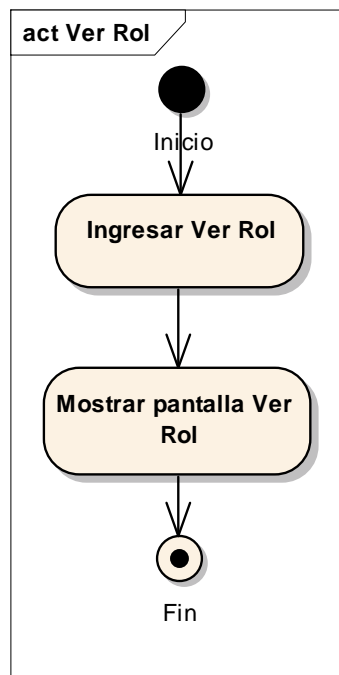 act Ver Rol
Inicio
Ingresar Ver Rol
Mostrar pantalla Ver
Rol
Fin